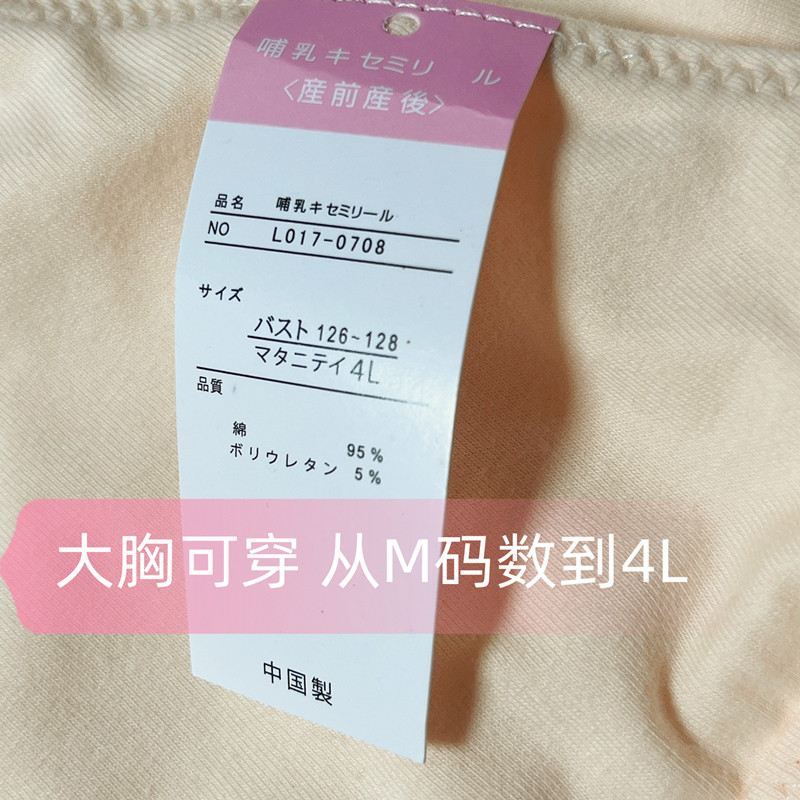 哺乳キセミリ ル
〈産前産後〉
品名 哺乳キセミリール
NO L017-0708
サイズ
バスト 126~128
マタニテイ 4L
品質
綿 95%
ポリウレタン 5%
大胸可穿 从M码数到4L
中国製